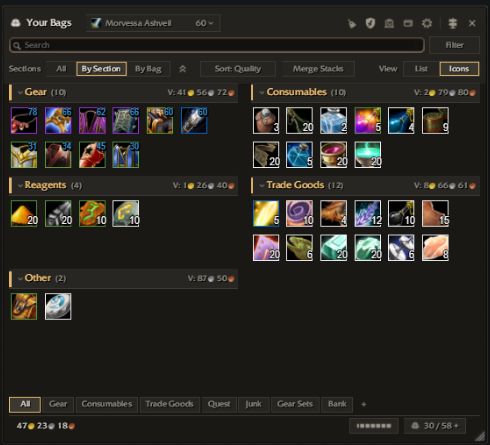 Your Bags Morvessa Ashveil 60
Search Filter
Sections All By Section By Bag Sort: Quality Merge Stacks View List Icons
Gear (10) V: 41 56 72
78 66 62 66 60 60
31 34 45 30
Consumables (10) V: 2 79 80
3 20 2 5 4 9
20 5 20 20
Reagents (4) V: 1 26 40
20 20 10 10
Trade Goods (12) V: 8 66 61
5 10 4 12 10 15
20 6 20 20 6 8
Other (2) V: 87 50
All Gear Consumables Trade Goods Quest Junk Gear Sets Bank +
47 23 18 30 / 58 +